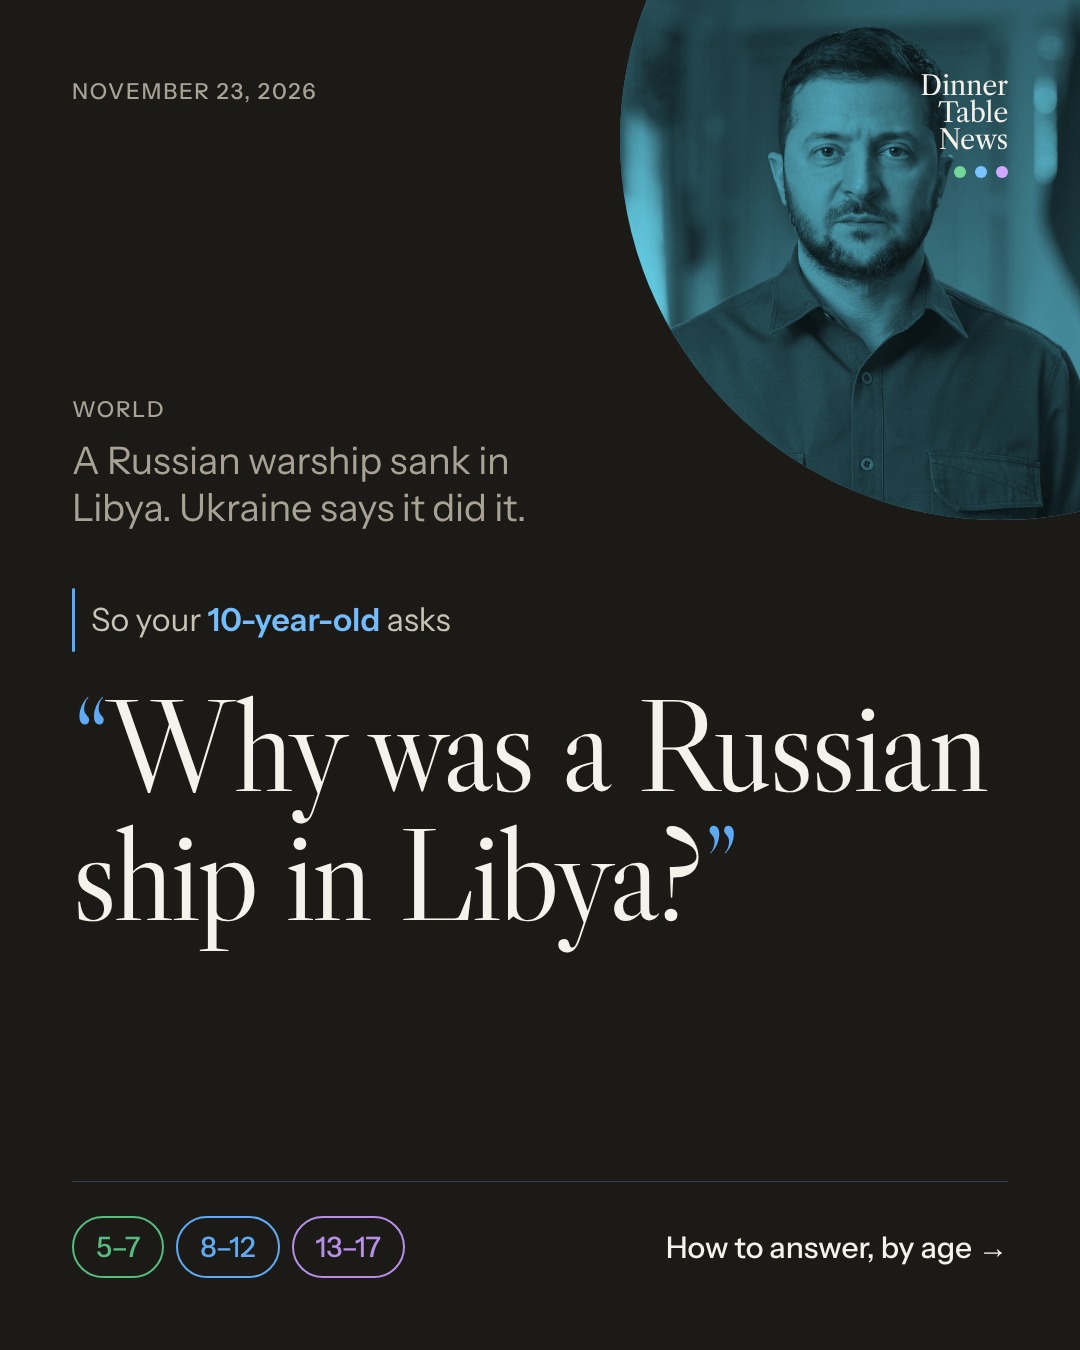 NOVEMBER 23, 2026
Dinner
Table
News
WORLD
A Russian warship sank in
Libya. Ukraine says it did it.
So your 10-year-old asks
“Why was a Russian
ship in Libya?”
5–7
8–12
13–17
How to answer, by age →